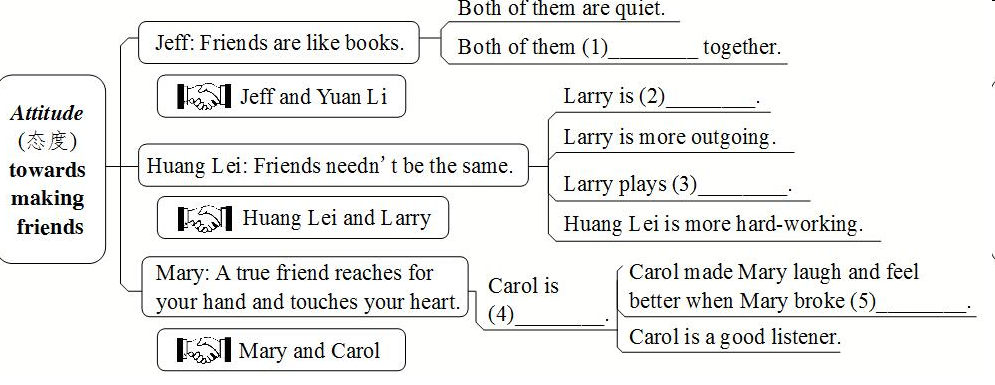 Attitude
(态度)
towards
making
friends
Jeff: Friends are like books.
Both of them are quiet.
Both of them (1)________ together.
Jeff and Yuan Li
Huang Lei: Friends needn't be the same.
Larry is (2)________.
Larry is more outgoing.
Larry plays (3)________.
Huang Lei is more hard-working.
Huang Lei and Larry
Mary: A true friend reaches for
your hand and touches your heart.
Carol is
(4)________.
Carol made Mary laugh and feel
better when Mary broke (5)________.
Carol is a good listener.
Mary and Carol